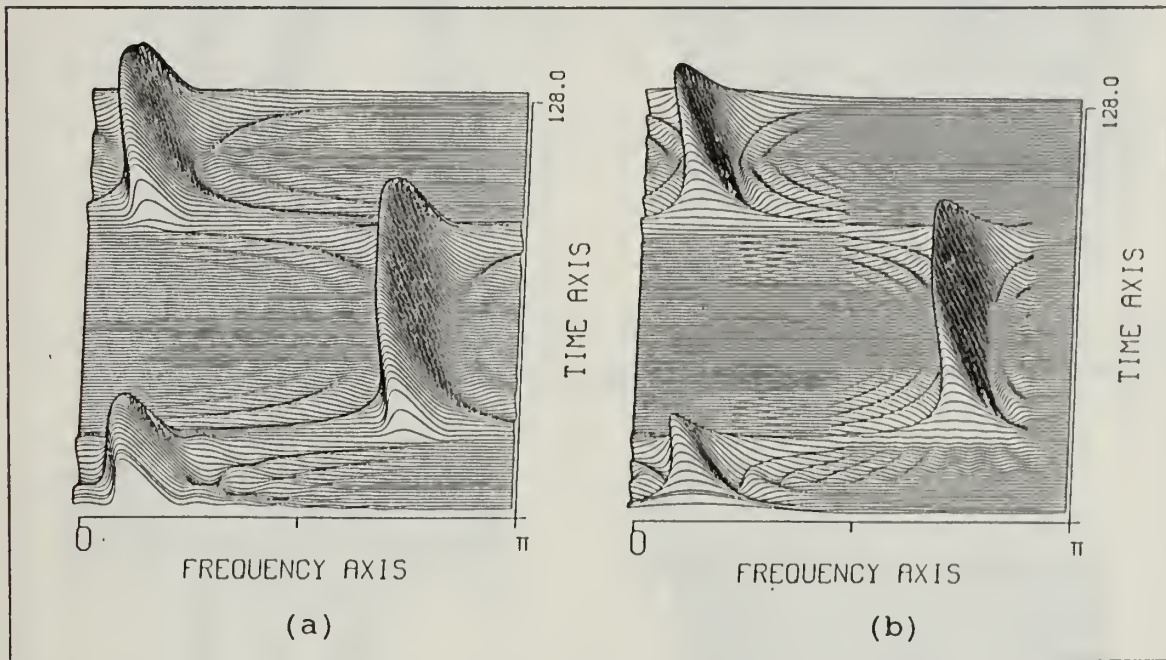 128.0
TIME AXIS
0
π
FREQUENCY AXIS
(a)
128.0
TIME AXIS
0
π
FREQUENCY AXIS
(b)